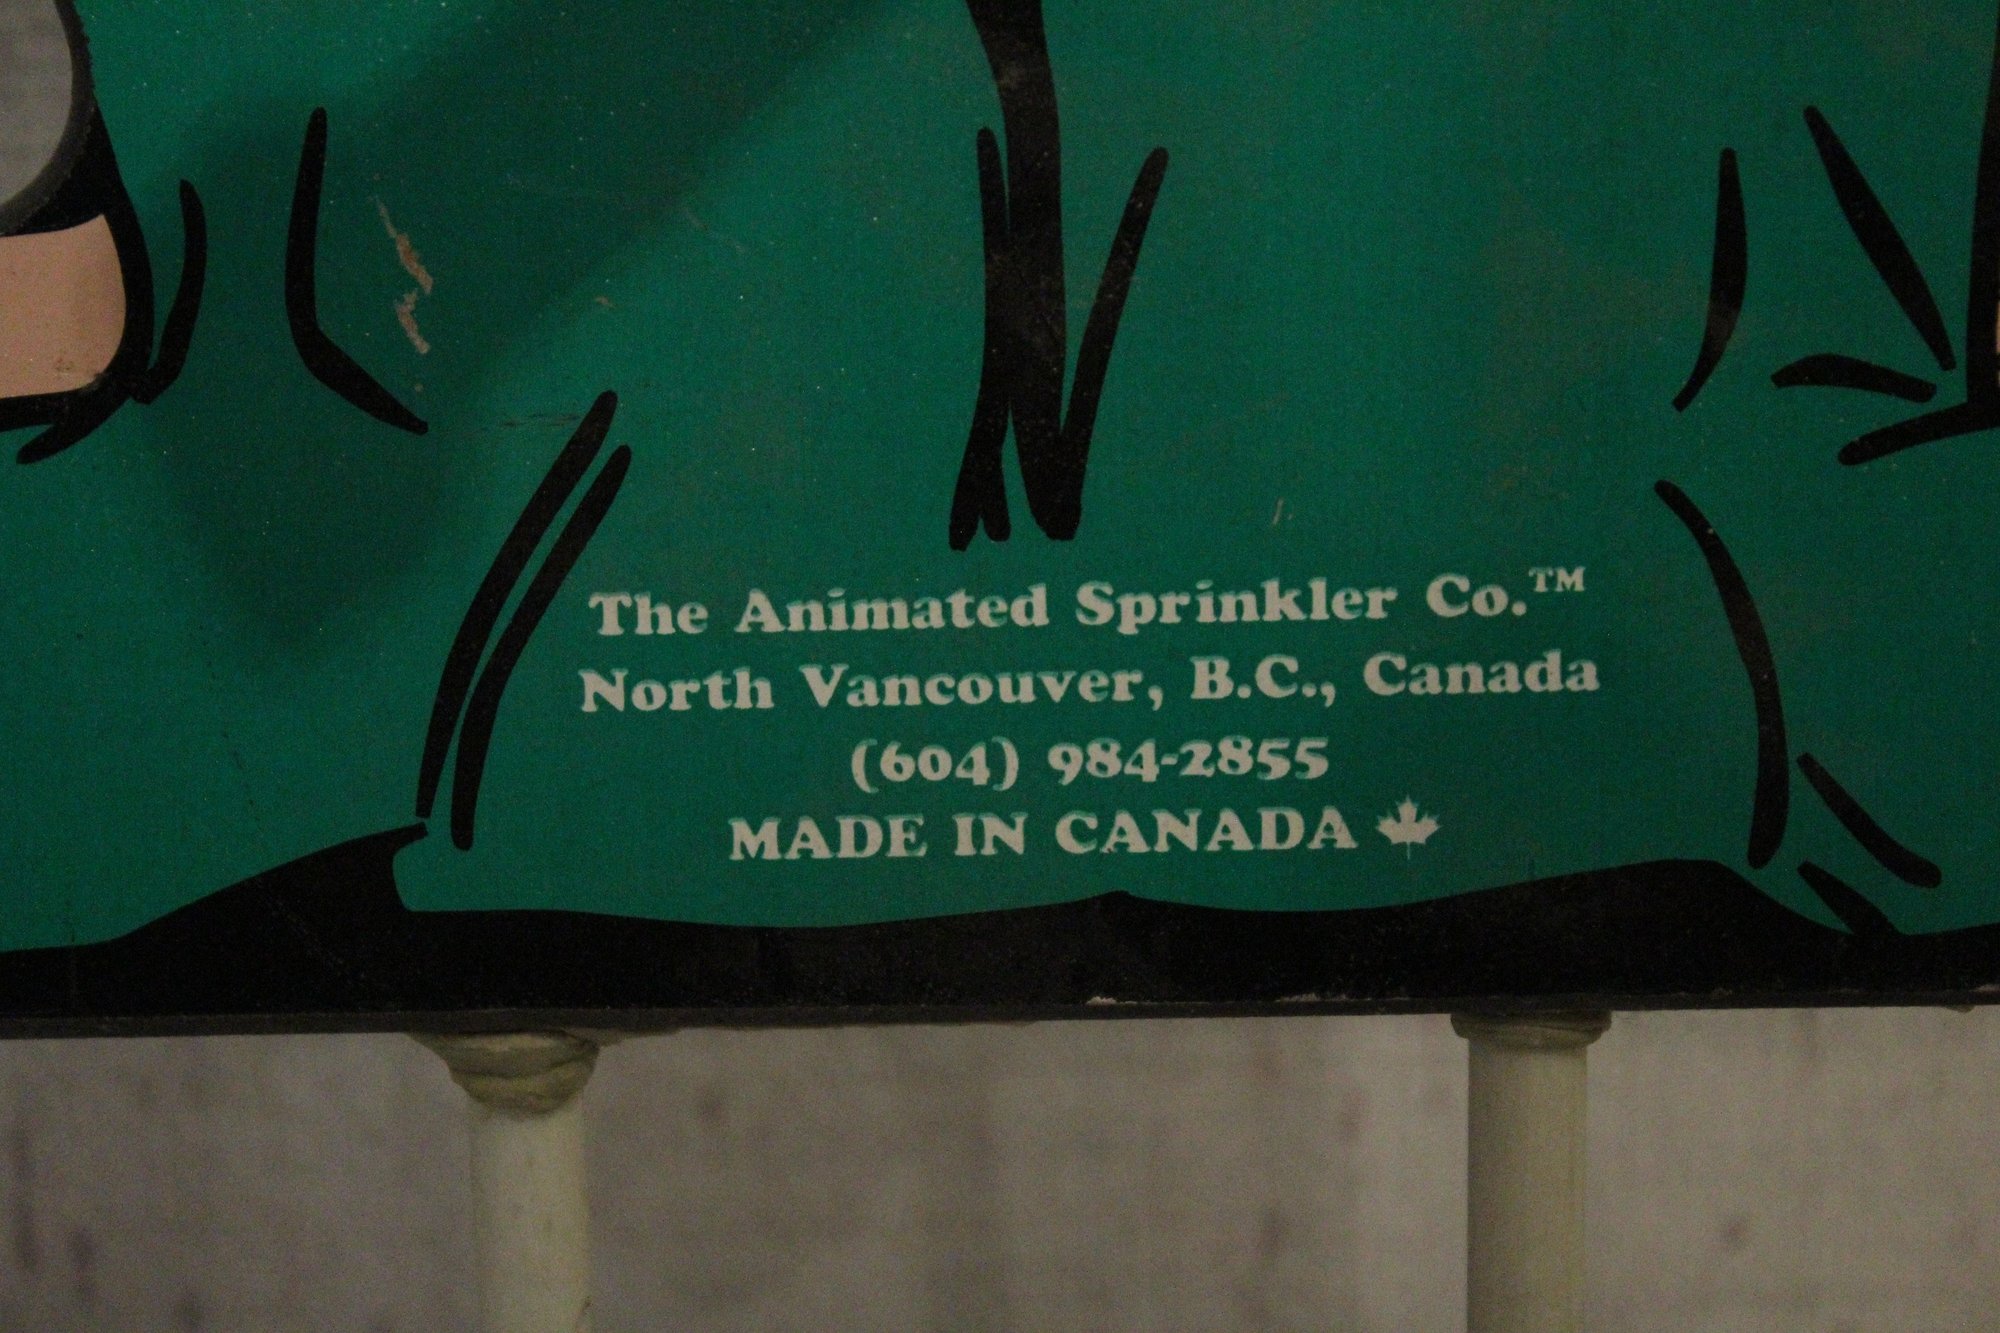 The Animated Sprinkler Co.™
North Vancouver, B.C., Canada
(604) 984-2855
MADE IN CANADA